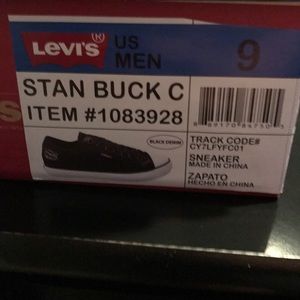 LEVI'S®
US
MEN
9
STAN BUCK C
ITEM #1083928
BLACK DENIM
TRACK CODE#
CY7LFYFC01
SNEAKER
MADE IN CHINA
ZAPATO
HECHO EN CHINA